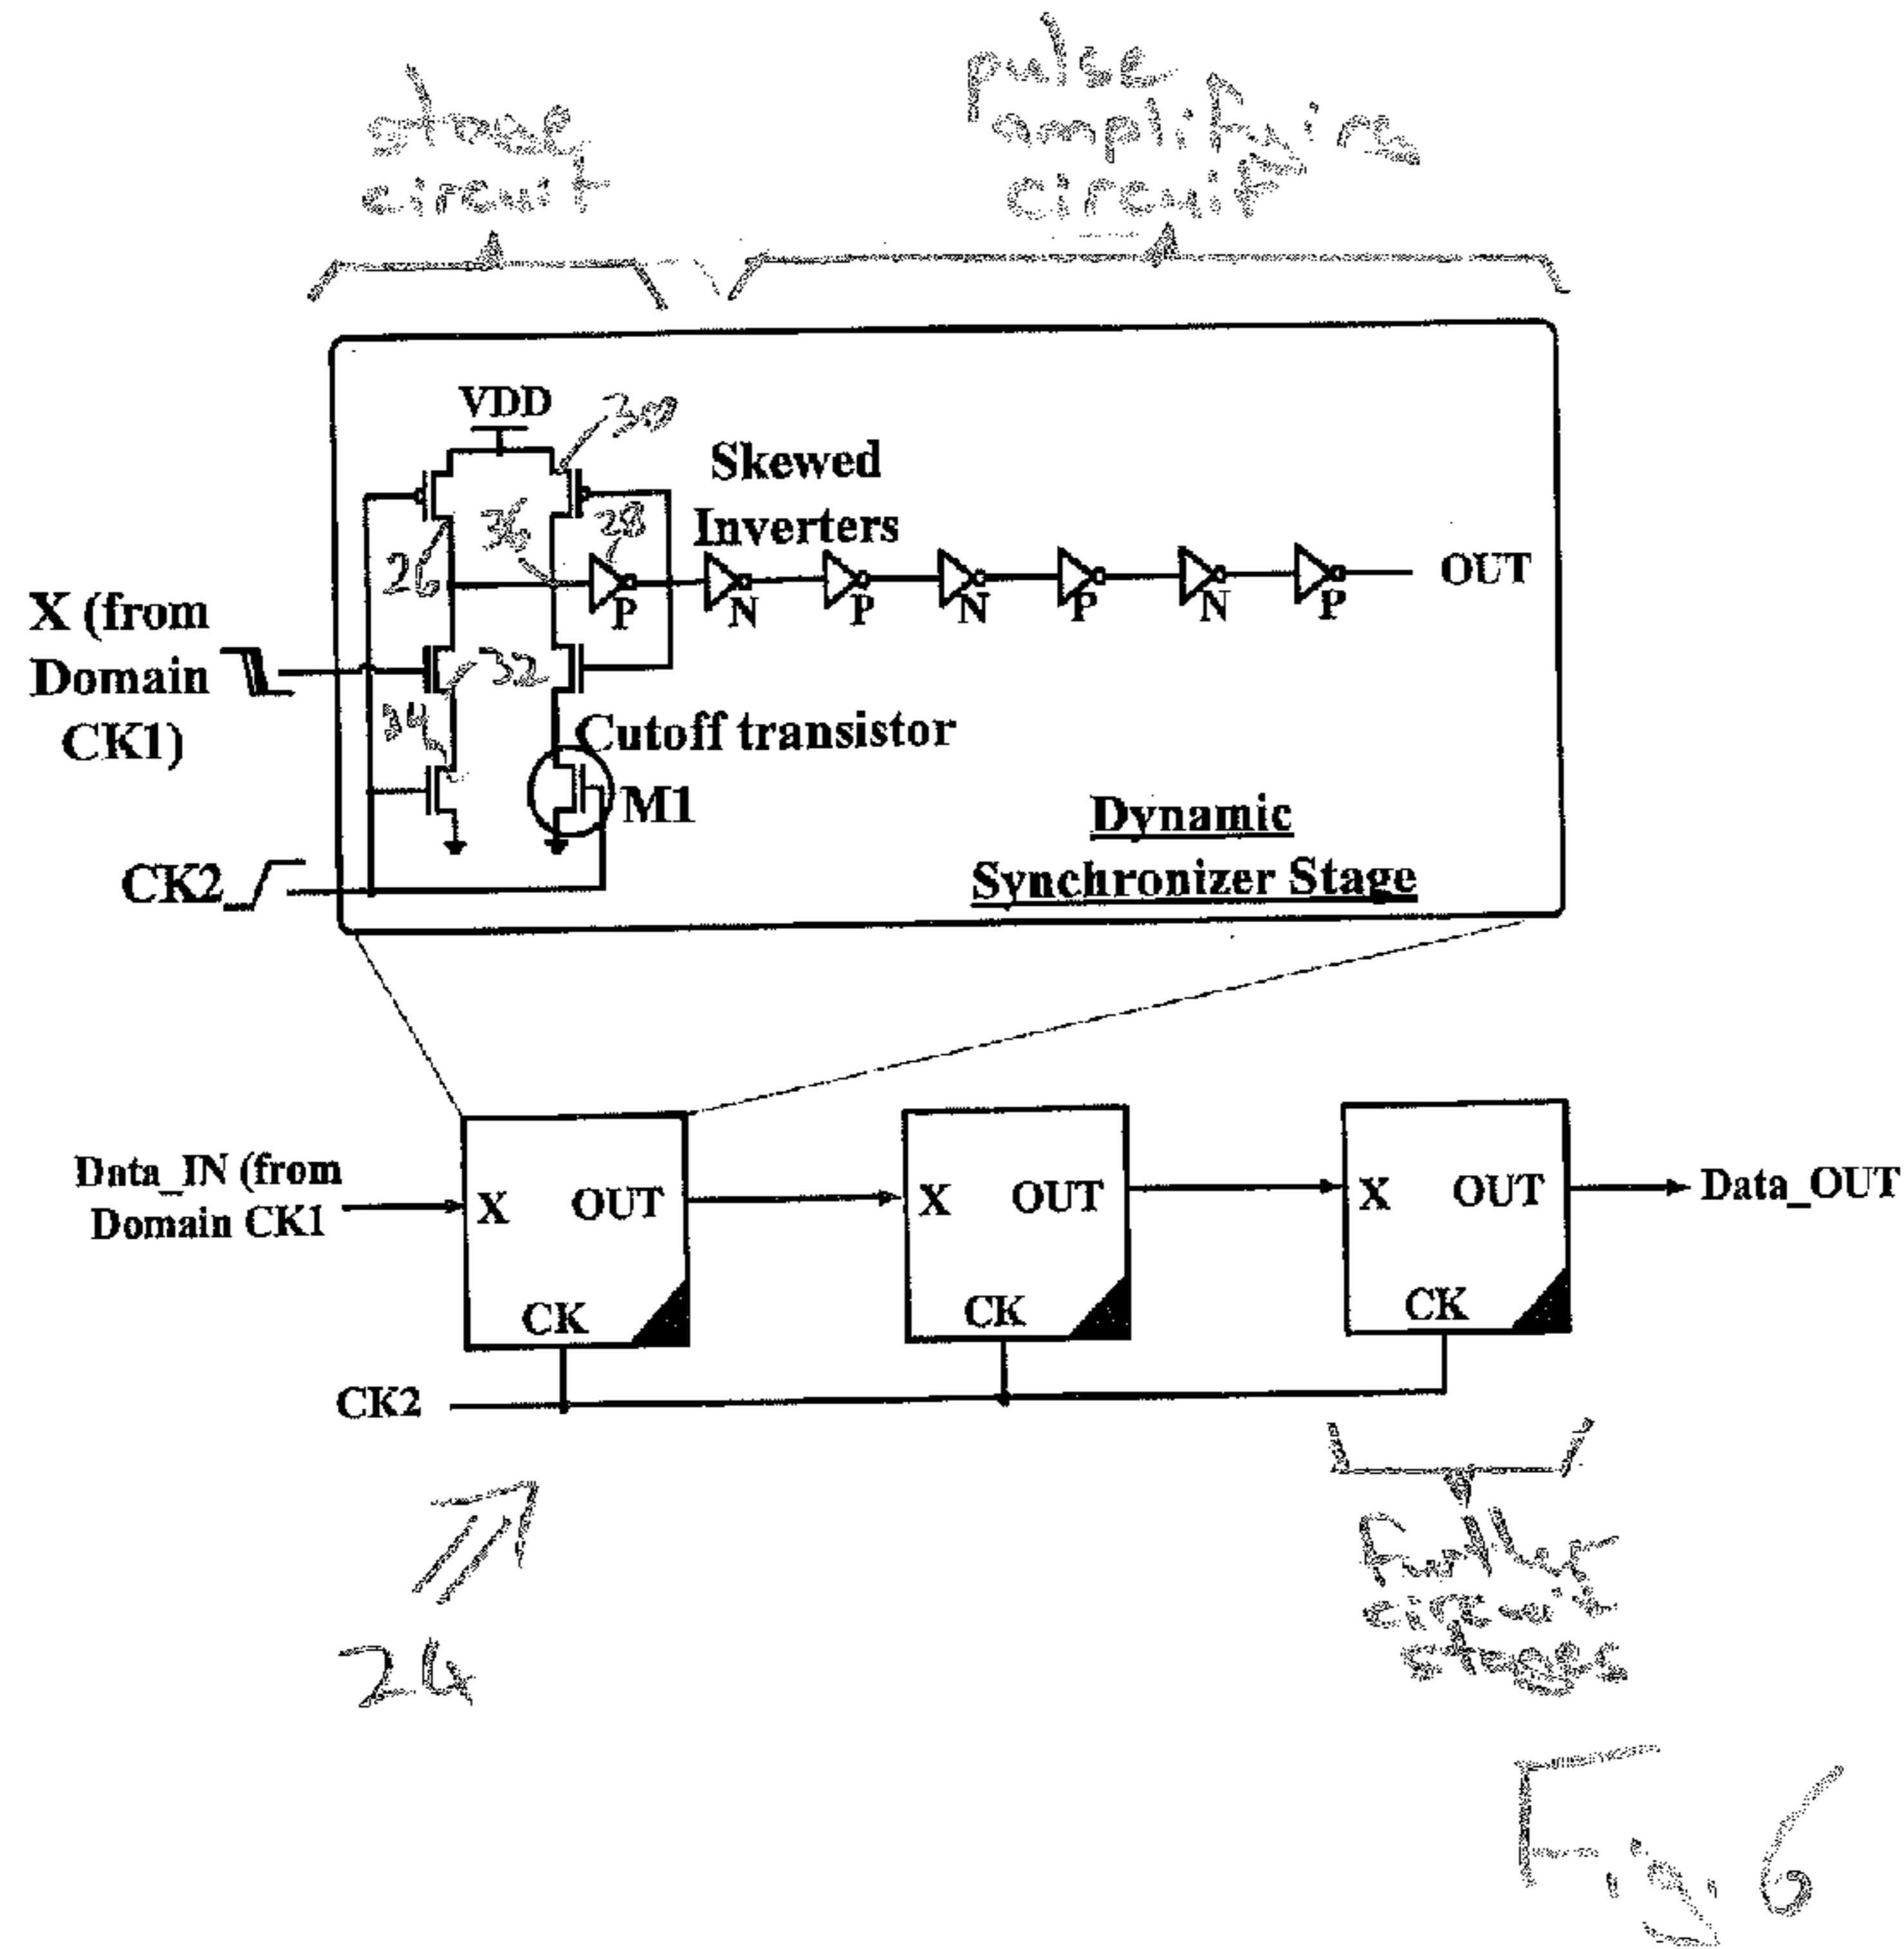 stage
circuit
pulse
amplifying
circuit
VDD
30
Skewed
Inverters
36
28
26
P
N
P
N
P
N
P
OUT
X (from
Domain
CK1)
32
34
Cutoff transistor
M1
CK2
Dynamic
Synchronizer Stage
Data_IN (from
Domain CK1
X
OUT
CK
X
OUT
CK
X
OUT
CK
Data_OUT
CK2
24
Further
circuit
stages
Fig. 6